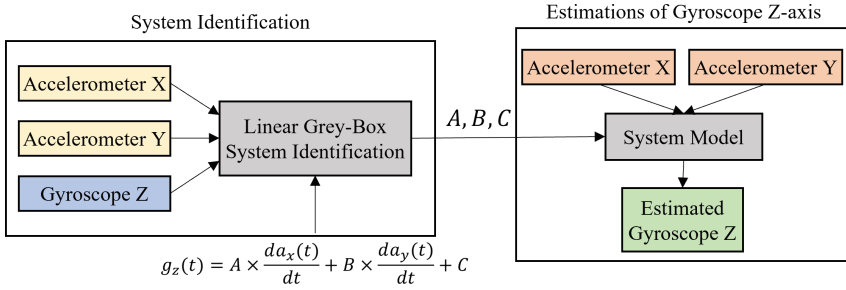 System Identification
Accelerometer X
Accelerometer Y
Gyroscope Z
Linear Grey-Box
System Identification
g_z(t) = A × da_x(t)/dt + B × da_y(t)/dt + C
A, B, C
Estimations of Gyroscope Z-axis
Accelerometer X
Accelerometer Y
System Model
Estimated
Gyroscope Z